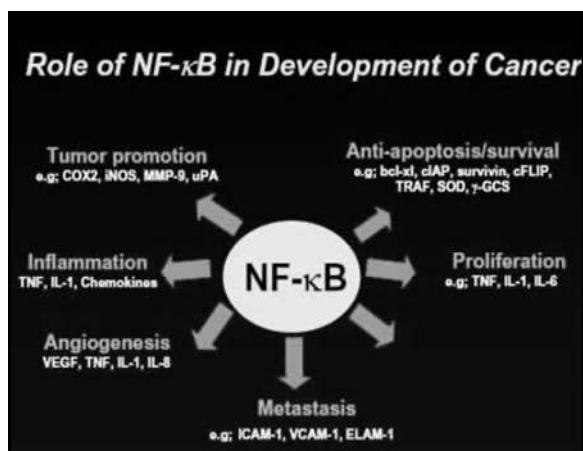 Role of NF-κB in Development of Cancer
Tumor promotion
e.g; COX2, iNOS, MMP-9, uPA
Anti-apoptosis/survival
e.g; bcl-xl, cIAP, survivin, cFLIP,
TRAF, SOD, γ-GCS
Inflammation
TNF, IL-1, Chemokines
NF-κB
Proliferation
e.g; TNF, IL-1, IL-6
Angiogenesis
VEGF, TNF, IL-1, IL-8
Metastasis
e.g; ICAM-1, VCAM-1, ELAM-1